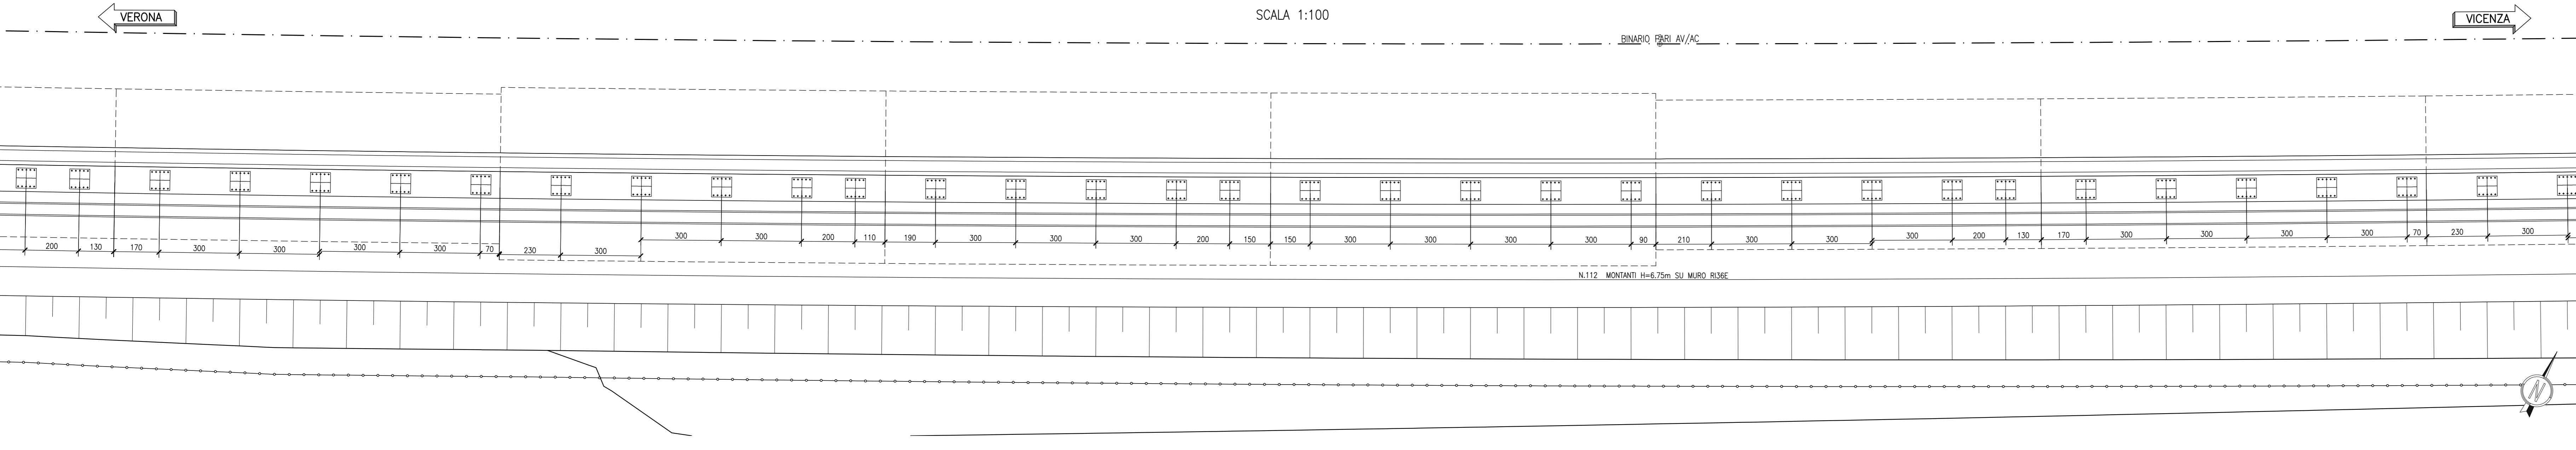 VERONA
SCALA 1:100
VICENZA
BINARIO PARI AV/AC
200 130 170 300 300 300 300 70 230 300 300 300 200 110 190 300 300 300 200 150 150 300 300 300 300 90 210 300 300 300 200 130 170 300 300 300 300 70 230 300
N.112 MONTANTI H=6.75m SU MURO RI36E
N